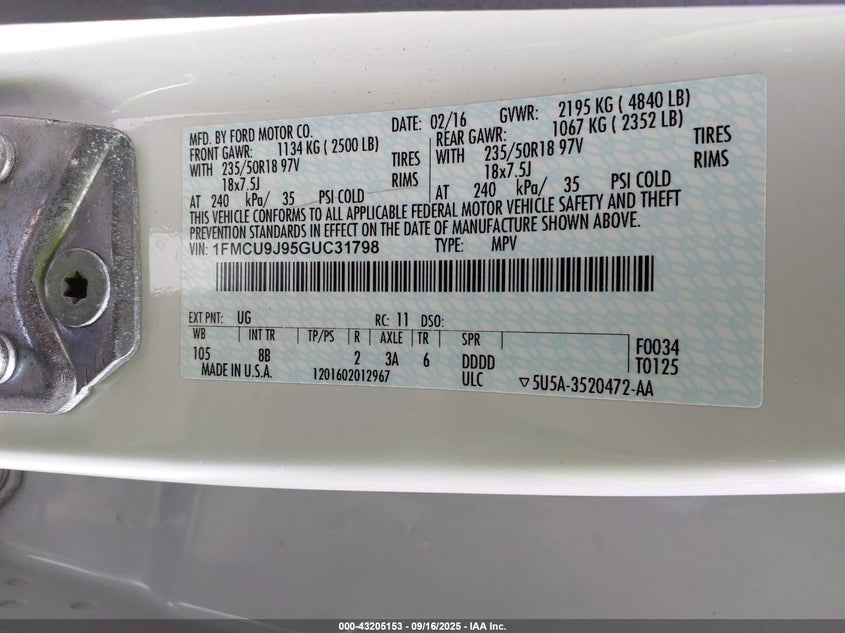 MFD. BY FORD MOTOR CO. DATE: 02/16 GVWR: 2195 KG ( 4840 LB)
FRONT GAWR: 1134 KG ( 2500 LB) REAR GAWR: 1067 KG ( 2352 LB)
WITH 235/50R18 97V TIRES WITH 235/50R18 97V TIRES
18x7.5J RIMS 18x7.5J RIMS
AT 240 kPa/ 35 PSI COLD AT 240 kPa/ 35 PSI COLD
THIS VEHICLE CONFORMS TO ALL APPLICABLE FEDERAL MOTOR VEHICLE SAFETY AND THEFT
PREVENTION STANDARDS IN EFFECT ON THE DATE OF MANUFACTURE SHOWN ABOVE.
VIN: 1FMCU9J95GUC31798 TYPE: MPV
EXT PNT: UG RC: 11 DSO:
WB INT TR TP/PS R AXLE TR SPR
105 8B 2 3A 6 DDDD F0034
MADE IN U.S.A. 1201602012967 ULC ▽5U5A-3520472-AA T0125
000-43205153 - 09/16/2025 - IAA Inc.